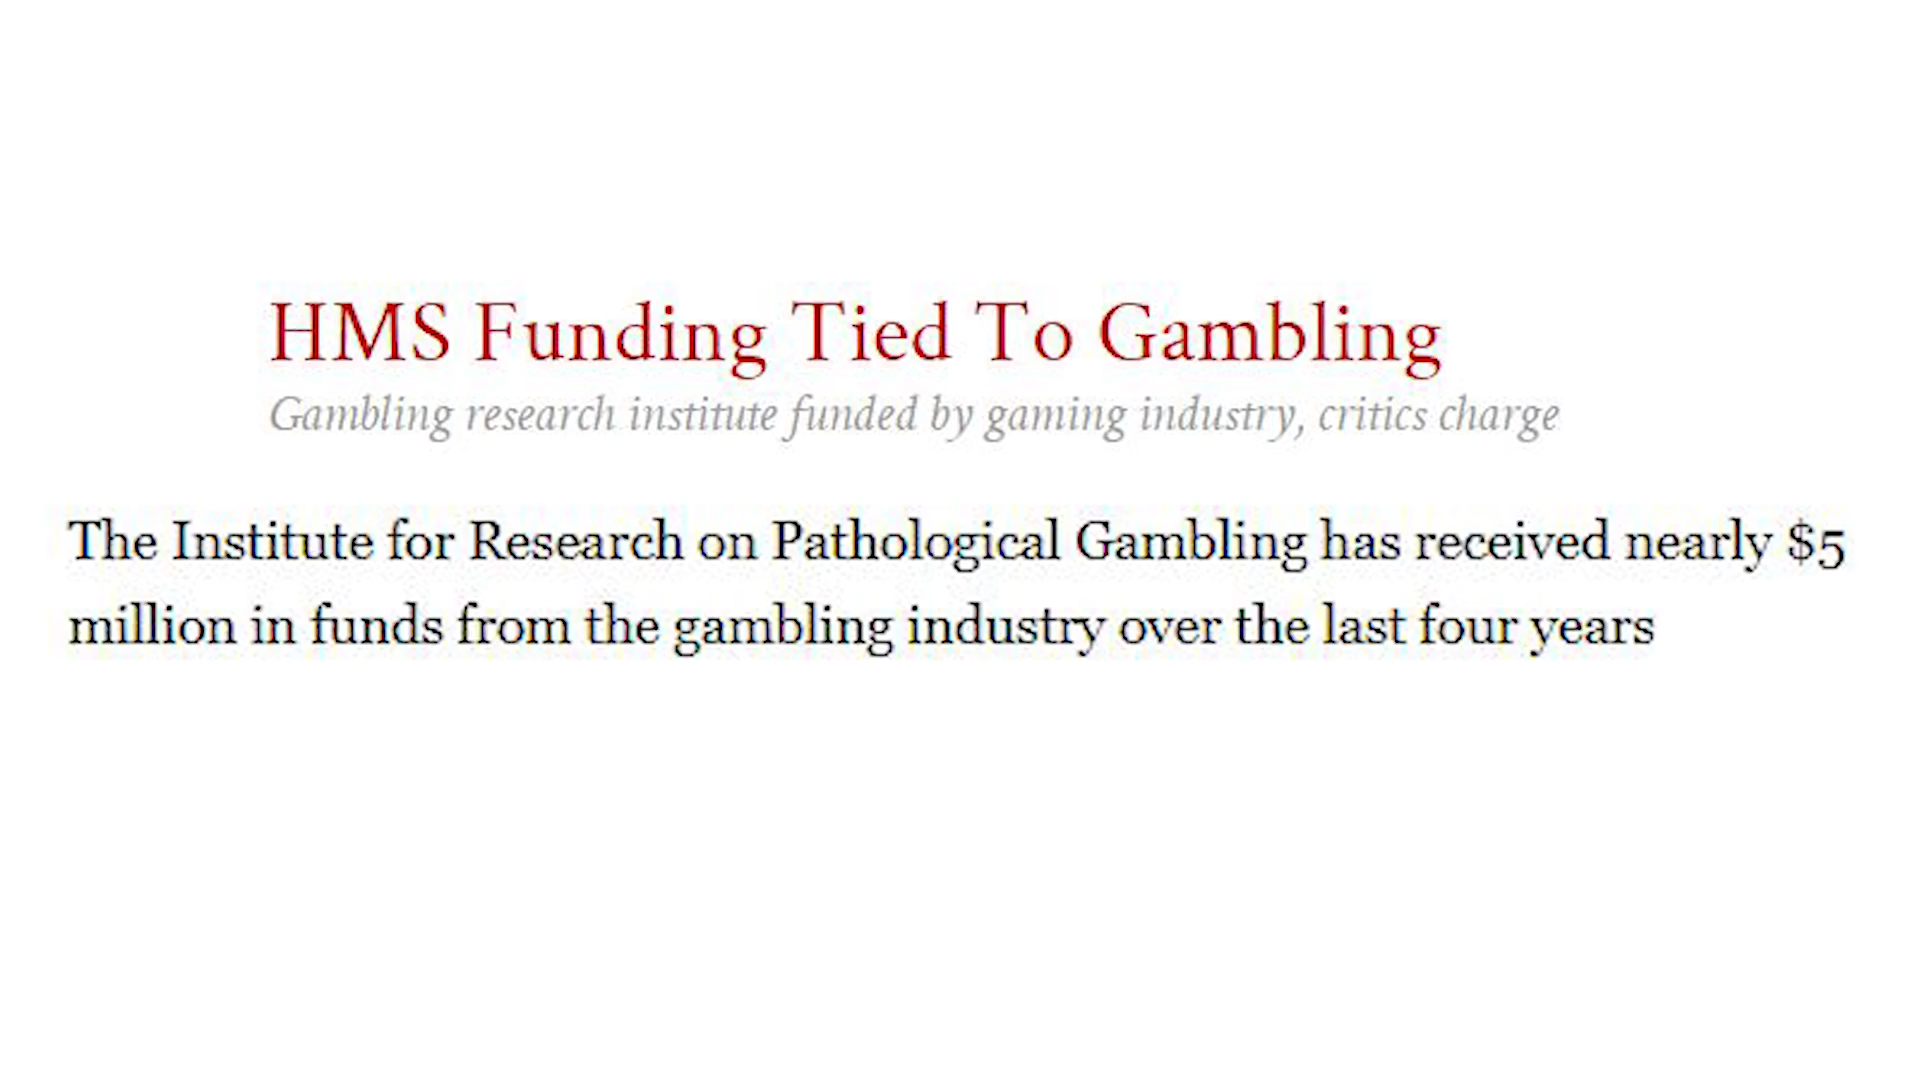 HMS Funding Tied To Gambling
Gambling research institute funded by gaming industry, critics charge
The Institute for Research on Pathological Gambling has received nearly $5
million in funds from the gambling industry over the last four years